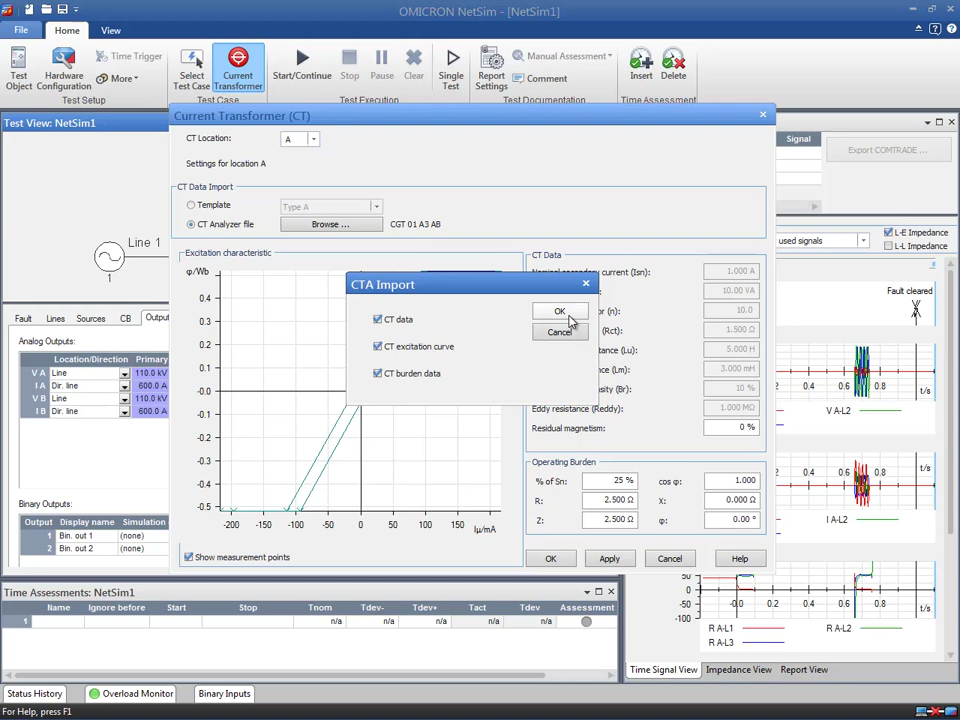 OMICRON NetSim - [NetSim1]
File Home View
Test Object
Hardware Configuration
Time Trigger
More
Test Setup
Select Test Case
Current Transformer
Test Case
Start/Continue
Stop
Pause
Clear
Single Test
Test Execution
Report Settings
Manual Assessment
Comment
Test Documentation
Insert
Delete
Time Assessment
Test View: NetSim1
Line 1
1
Current Transformer (CT)
CT Location: A
Settings for location A
CT Data Import
Template Type A
CT Analyzer file Browse ... CGT 01 A3 AB
Excitation characteristic
φ/Wb
0.4
0.3
0.2
0.1
-0.0
-0.1
-0.2
-0.3
-0.4
-0.5
-200 -150 -100 -50 0 50 100 150 Iμ/mA
Show measurement points
CTA Import
CT data
CT excitation curve
CT burden data
OK
Cancel
CT Data
Nominal secondary current (Isn): 1.000 A
10.00 VA
(n): 10.0
(Rct): 1.500 Ω
(Lu): 5.000 H
(Lm): 3.000 mH
(Br): 10 %
Eddy resistance (Reddy): 1.000 MΩ
Residual magnetism: 0 %
Operating Burden
% of Sn: 25 % cos φ: 1.000
R: 2.500 Ω X: 0.000 Ω
Z: 2.500 Ω φ: 0.00 °
OK Apply Cancel Help
Fault Lines Sources CB
Analog Outputs:
Location/Direction Primary
V A Line 110.0 kV
I A Dir. line 600.0 A
V B Line 110.0 kV
I B Dir. line 600.0 A
Binary Outputs:
Output Display name
1 Bin. out 1 (none)
2 Bin. out 2 (none)
Signal
Export COMTRADE ...
used signals
L-E Impedance
L-L Impedance
Fault cleared
0.4 0.6 0.8 t/s
V A-L2
0.4 0.6 0.8 t/s
I A-L2
50
0
-50
-100
-0.0 0.2 0.4 0.6 0.8 t/s
R A-L1 R A-L2
R A-L3
Time Signal View Impedance View Report View
Time Assessments: NetSim1
Name Ignore before Start Stop Tnom Tdev- Tdev+ Tact Tdev Assessment
1 n/a n/a n/a n/a n/a
Status History Overload Monitor Binary Inputs
For Help, press F1